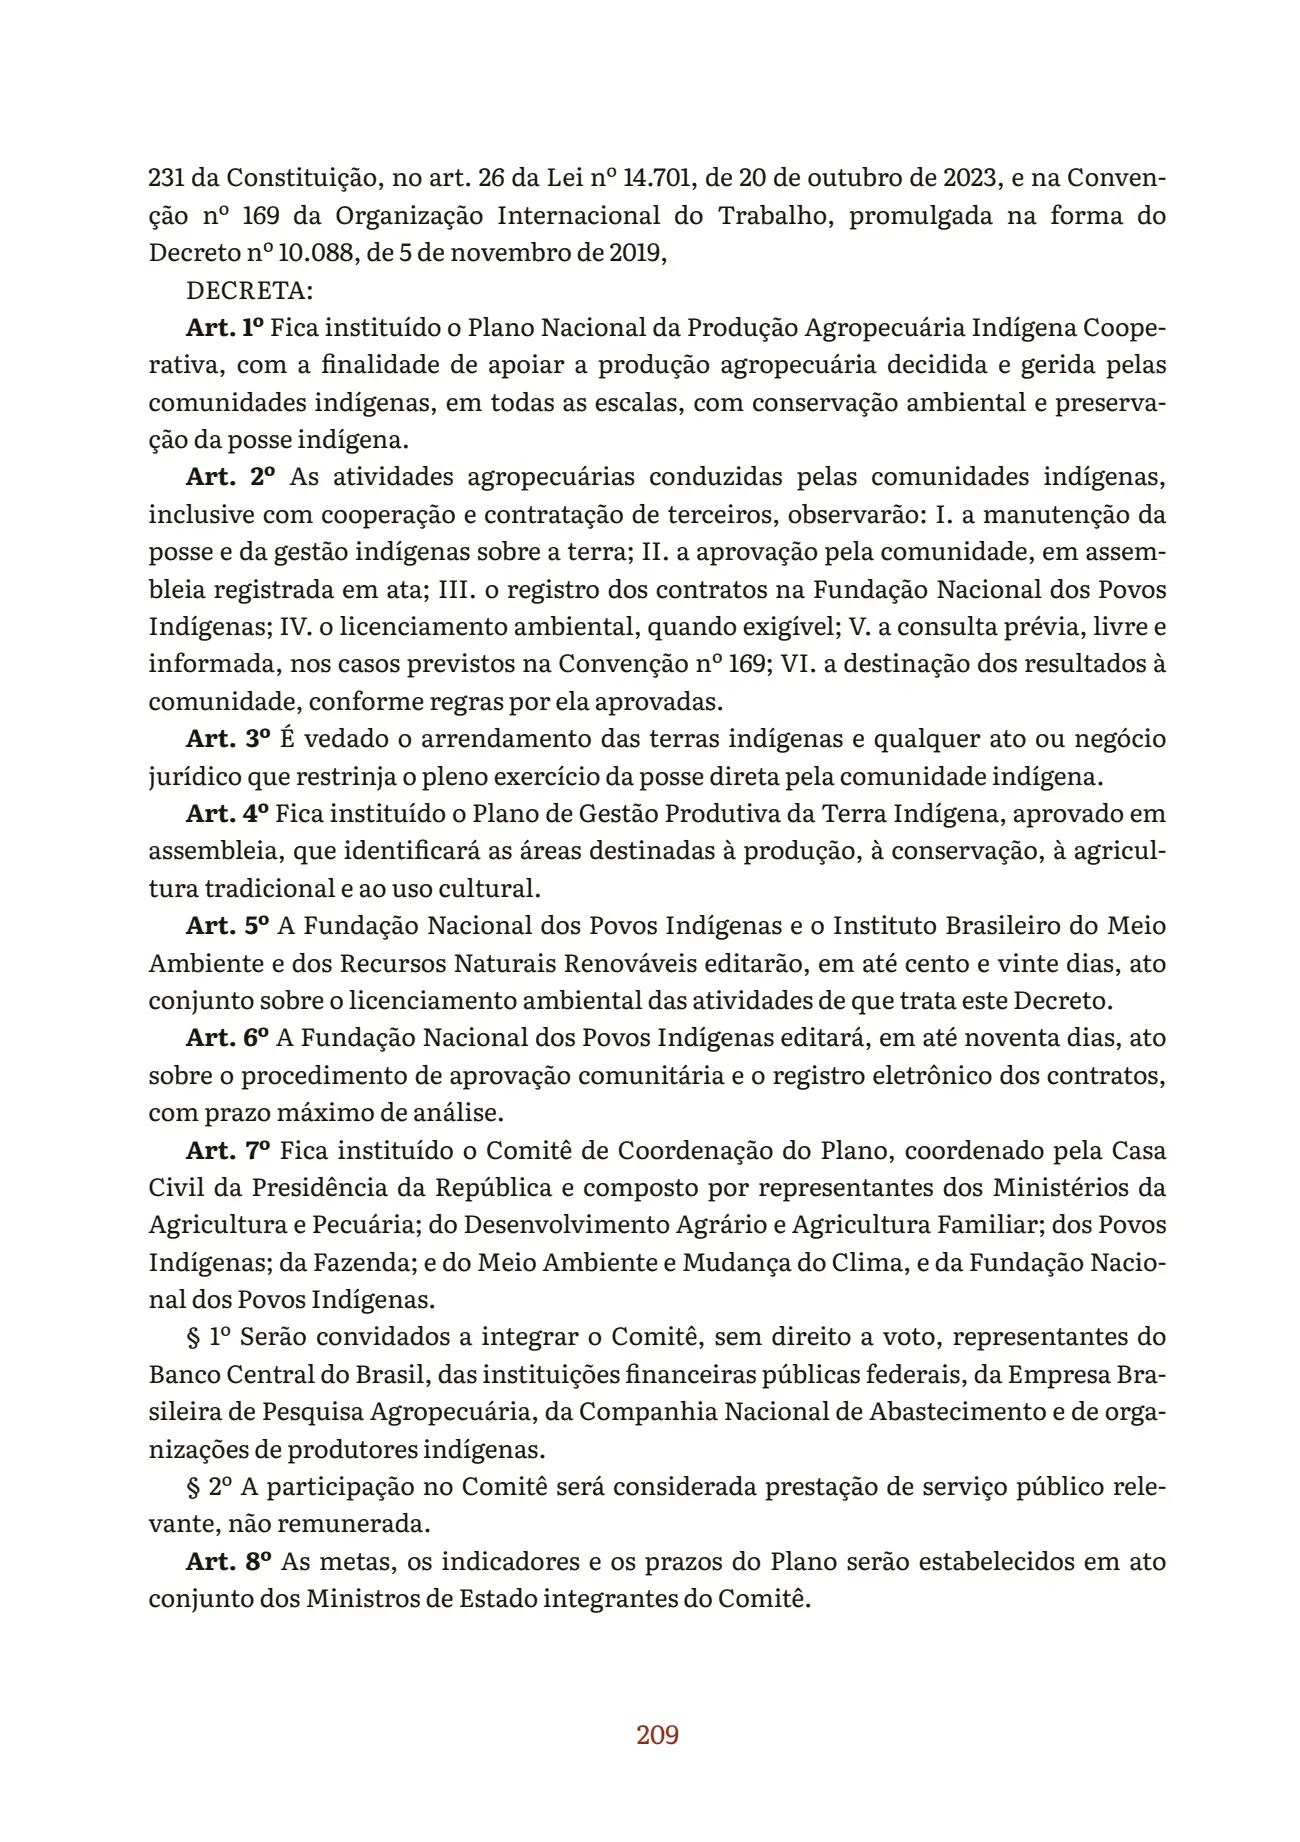 231 da Constituição, no art. 26 da Lei nº 14.701, de 20 de outubro de 2023, e na Conven-
ção nº 169 da Organização Internacional do Trabalho, promulgada na forma do
Decreto nº 10.088, de 5 de novembro de 2019,
DECRETA:
Art. 1º Fica instituído o Plano Nacional da Produção Agropecuária Indígena Coope-
rativa, com a finalidade de apoiar a produção agropecuária decidida e gerida pelas
comunidades indígenas, em todas as escalas, com conservação ambiental e preserva-
ção da posse indígena.
Art. 2º As atividades agropecuárias conduzidas pelas comunidades indígenas,
inclusive com cooperação e contratação de terceiros, observarão: I. a manutenção da
posse e da gestão indígenas sobre a terra; II. a aprovação pela comunidade, em assem-
bleia registrada em ata; III. o registro dos contratos na Fundação Nacional dos Povos
Indígenas; IV. o licenciamento ambiental, quando exigível; V. a consulta prévia, livre e
informada, nos casos previstos na Convenção nº 169; VI. a destinação dos resultados à
comunidade, conforme regras por ela aprovadas.
Art. 3º É vedado o arrendamento das terras indígenas e qualquer ato ou negócio
jurídico que restrinja o pleno exercício da posse direta pela comunidade indígena.
Art. 4º Fica instituído o Plano de Gestão Produtiva da Terra Indígena, aprovado em
assembleia, que identificará as áreas destinadas à produção, à conservação, à agricul-
tura tradicional e ao uso cultural.
Art. 5º A Fundação Nacional dos Povos Indígenas e o Instituto Brasileiro do Meio
Ambiente e dos Recursos Naturais Renováveis editarão, em até cento e vinte dias, ato
conjunto sobre o licenciamento ambiental das atividades de que trata este Decreto.
Art. 6º A Fundação Nacional dos Povos Indígenas editará, em até noventa dias, ato
sobre o procedimento de aprovação comunitária e o registro eletrônico dos contratos,
com prazo máximo de análise.
Art. 7º Fica instituído o Comitê de Coordenação do Plano, coordenado pela Casa
Civil da Presidência da República e composto por representantes dos Ministérios da
Agricultura e Pecuária; do Desenvolvimento Agrário e Agricultura Familiar; dos Povos
Indígenas; da Fazenda; e do Meio Ambiente e Mudança do Clima, e da Fundação Nacio-
nal dos Povos Indígenas.
§ 1º Serão convidados a integrar o Comitê, sem direito a voto, representantes do
Banco Central do Brasil, das instituições financeiras públicas federais, da Empresa Bra-
sileira de Pesquisa Agropecuária, da Companhia Nacional de Abastecimento e de orga-
nizações de produtores indígenas.
§ 2º A participação no Comitê será considerada prestação de serviço público rele-
vante, não remunerada.
Art. 8º As metas, os indicadores e os prazos do Plano serão estabelecidos em ato
conjunto dos Ministros de Estado integrantes do Comitê.
209